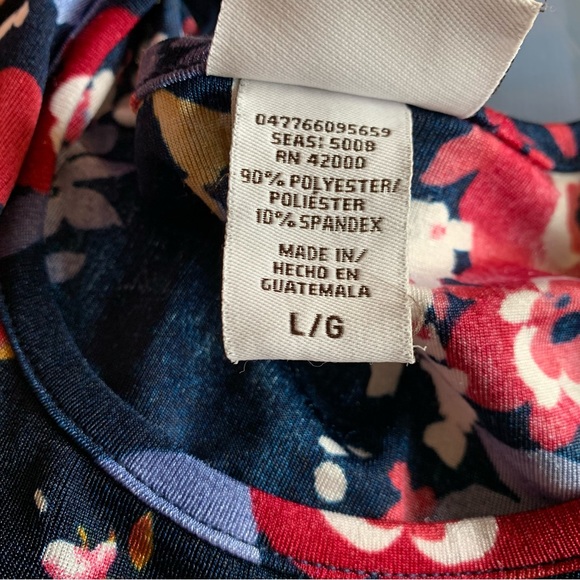 047766095659
SEAS: 5008
RN 42000
90% POLYESTER/
POLIÉSTER
10% SPANDEX
MADE IN/
HECHO EN
GUATEMALA
L/G